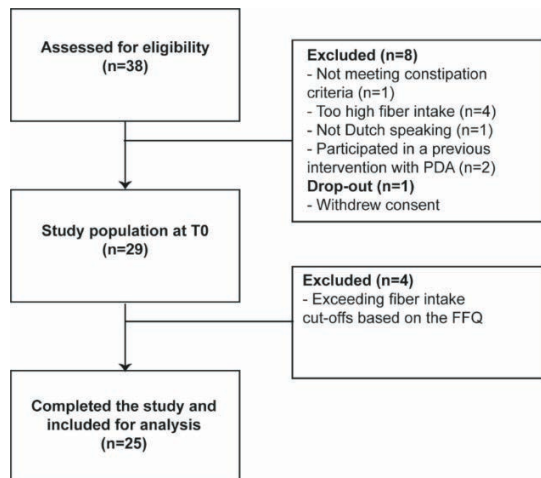 Assessed for eligibility
(n=38)
Excluded (n=8)
- Not meeting constipation
criteria (n=1)
- Too high fiber intake (n=4)
- Not Dutch speaking (n=1)
- Participated in a previous
intervention with PDA (n=2)
Drop-out (n=1)
- Withdrew consent
Study population at T0
(n=29)
Excluded (n=4)
- Exceeding fiber intake
cut-offs based on the FFQ
Completed the study and
included for analysis
(n=25)